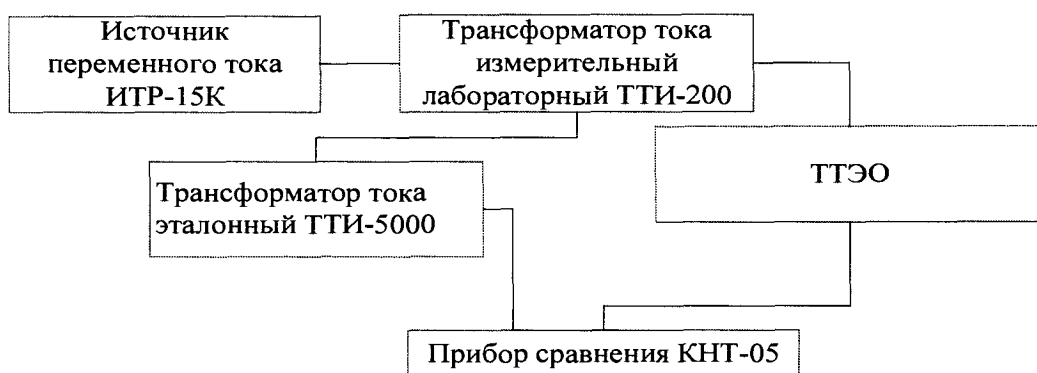 Источник
переменного тока
ИТР-15К
Трансформатор тока
измерительный
лабораторный ТТИ-200
Трансформатор тока
эталонный ТТИ-5000
ТТЭО
Прибор сравнения КНТ-05